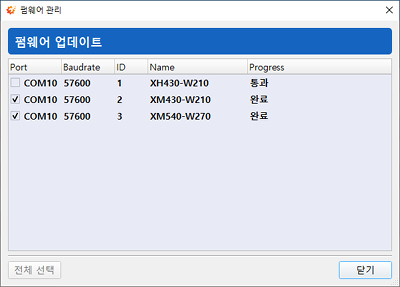 펌웨어 관리
펌웨어 업데이트
Port Baudrate ID Name Progress
COM10 57600 1 XH430-W210 통과
COM10 57600 2 XM430-W210 완료
COM10 57600 3 XM540-W270 완료
전체 선택 닫기